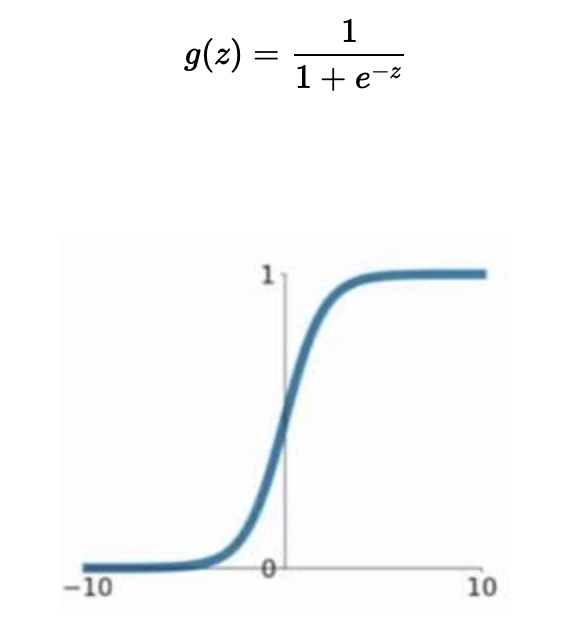 g(z) = 1 / (1 + e^{-z})
1
0
−10 10